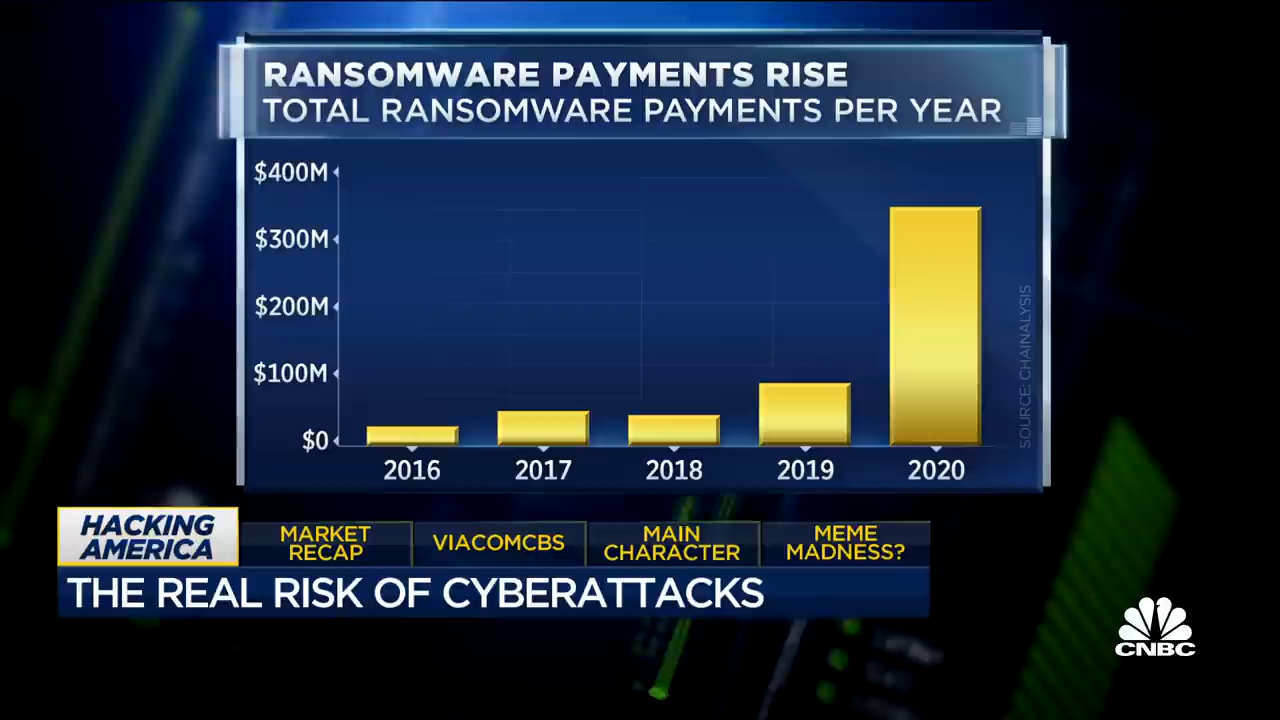 RANSOMWARE PAYMENTS RISE
TOTAL RANSOMWARE PAYMENTS PER YEAR
$400M
$300M
$200M
$100M
$0
2016 2017 2018 2019 2020
SOURCE: CHAINALYSIS
HACKING
AMERICA
MARKET
RECAP
VIACOMCBS
MAIN
CHARACTER
MEME
MADNESS?
THE REAL RISK OF CYBERATTACKS
CNBC